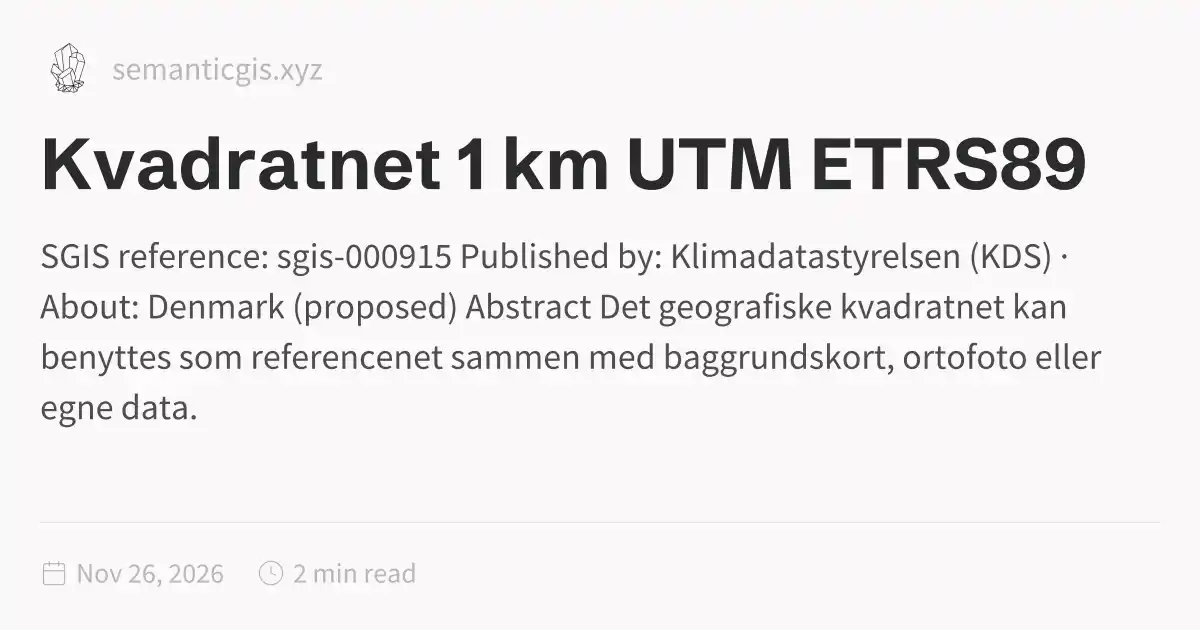 semanticgis.xyz
Kvadratnet 1 km UTM ETRS89
SGIS reference: sgis-000915 Published by: Klimadatastyrelsen (KDS) ·
About: Denmark (proposed) Abstract Det geografiske kvadratnet kan
benyttes som referencenet sammen med baggrundskort, ortofoto eller
egne data.
Nov 26, 2026 2 min read